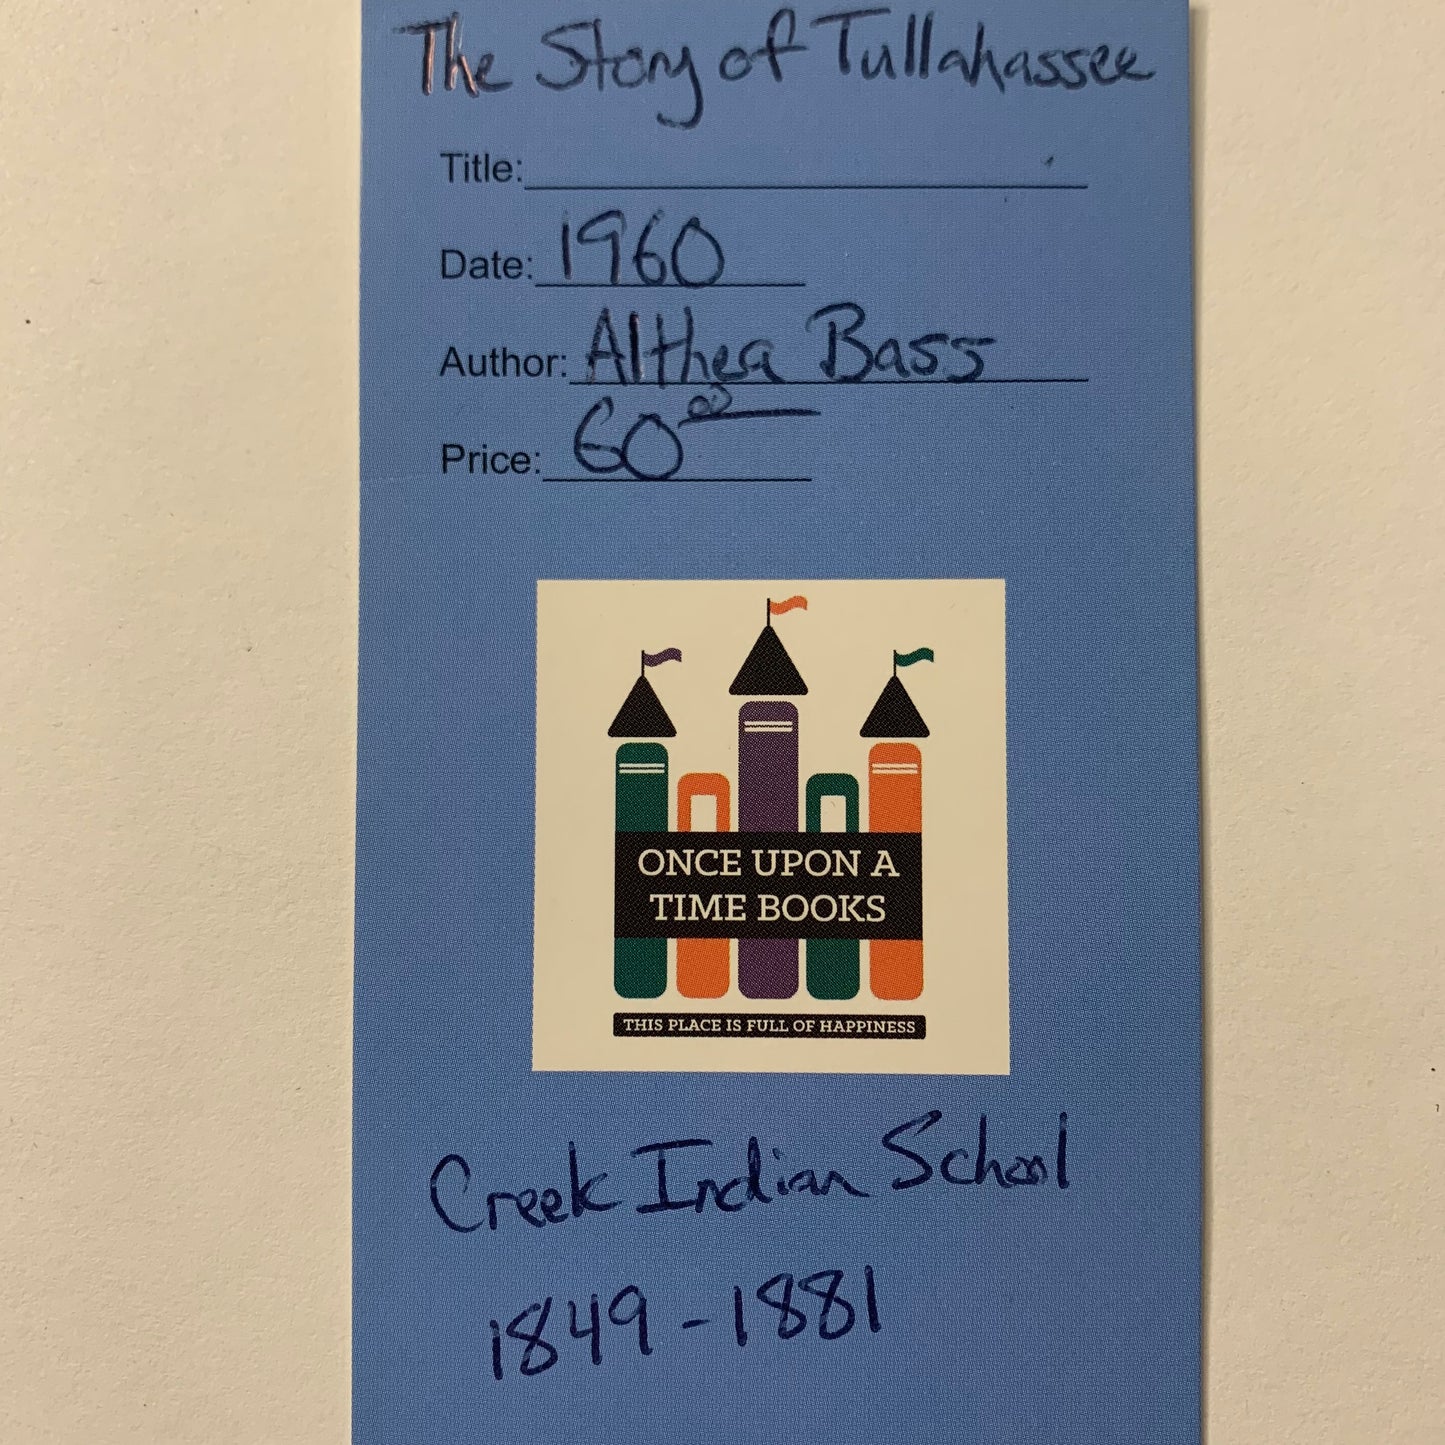 The Story of Tullahassee
Title:
Date: 1960
Author: Althea Bass
Price: 60 00
ONCE UPON A
TIME BOOKS
THIS PLACE IS FULL OF HAPPINESS
Creek Indian School
1849-1881